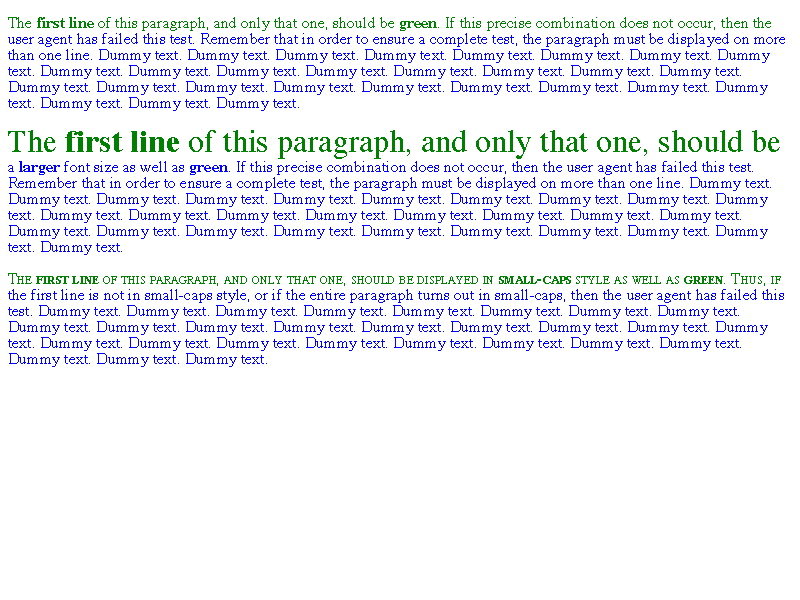 The first line of this paragraph, and only that one, should be green. If this precise combination does not occur, then the
user agent has failed this test. Remember that in order to ensure a complete test, the paragraph must be displayed on more
than one line. Dummy text. Dummy text. Dummy text. Dummy text. Dummy text. Dummy text. Dummy text. Dummy
text. Dummy text. Dummy text. Dummy text. Dummy text. Dummy text. Dummy text. Dummy text. Dummy text.
Dummy text. Dummy text. Dummy text. Dummy text. Dummy text. Dummy text. Dummy text. Dummy text. Dummy
text. Dummy text. Dummy text. Dummy text.
The first line of this paragraph, and only that one, should be
a larger font size as well as green. If this precise combination does not occur, then the user agent has failed this test.
Remember that in order to ensure a complete test, the paragraph must be displayed on more than one line. Dummy text.
Dummy text. Dummy text. Dummy text. Dummy text. Dummy text. Dummy text. Dummy text. Dummy text. Dummy
text. Dummy text. Dummy text. Dummy text. Dummy text. Dummy text. Dummy text. Dummy text. Dummy text.
Dummy text. Dummy text. Dummy text. Dummy text. Dummy text. Dummy text. Dummy text. Dummy text. Dummy
text. Dummy text.
The first line of this paragraph, and only that one, should be displayed in small-caps style as well as green. Thus, if
the first line is not in small-caps style, or if the entire paragraph turns out in small-caps, then the user agent has failed this
test. Dummy text. Dummy text. Dummy text. Dummy text. Dummy text. Dummy text. Dummy text. Dummy text.
Dummy text. Dummy text. Dummy text. Dummy text. Dummy text. Dummy text. Dummy text. Dummy text. Dummy
text. Dummy text. Dummy text. Dummy text. Dummy text. Dummy text. Dummy text. Dummy text. Dummy text.
Dummy text. Dummy text. Dummy text.